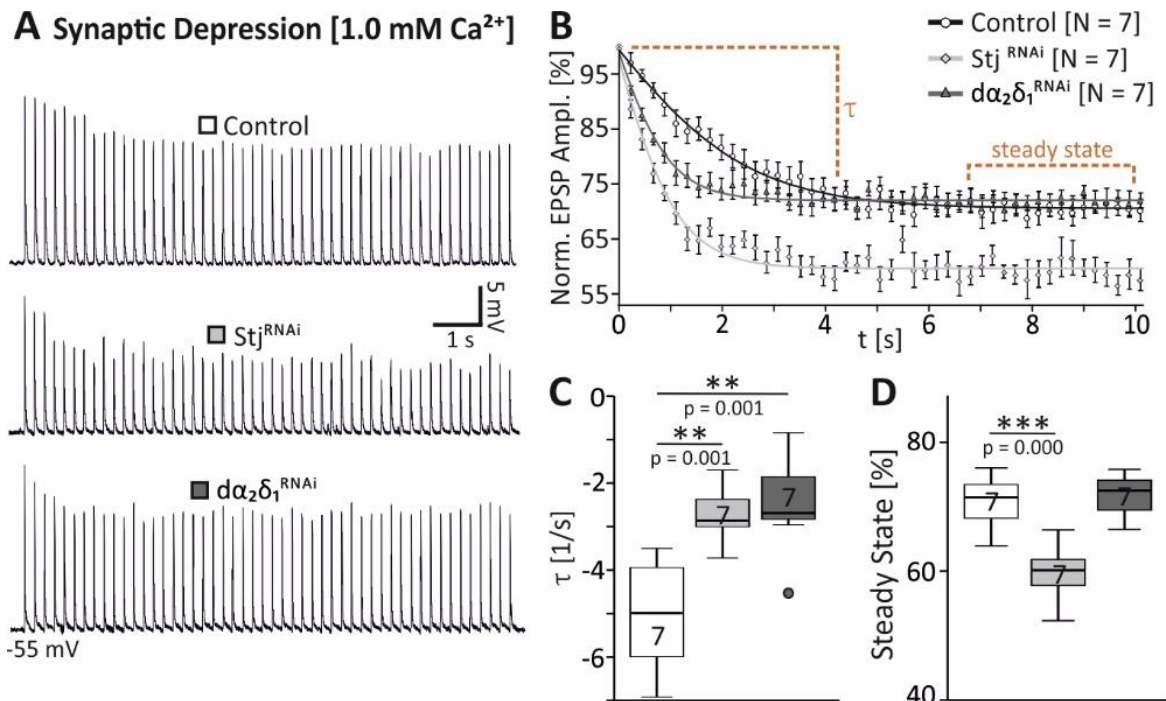 A Synaptic Depression [1.0 mM Ca²⁺]
Control
5 mV
1 s
Stj RNAi
dα₂δ₁ RNAi
-55 mV
B
Control [N = 7]
Stj RNAi [N = 7]
dα₂δ₁ RNAi [N = 7]
Norm. EPSP Ampl. [%]
95
85
75
65
55
τ
steady state
0 2 4 6 8 10
t [s]
C
τ [1/s]
0
-2
-4
-6
**
p = 0.001
**
p = 0.001
7
7
7
D
Steady State [%]
80
60
40
***
p = 0.000
7
7
7